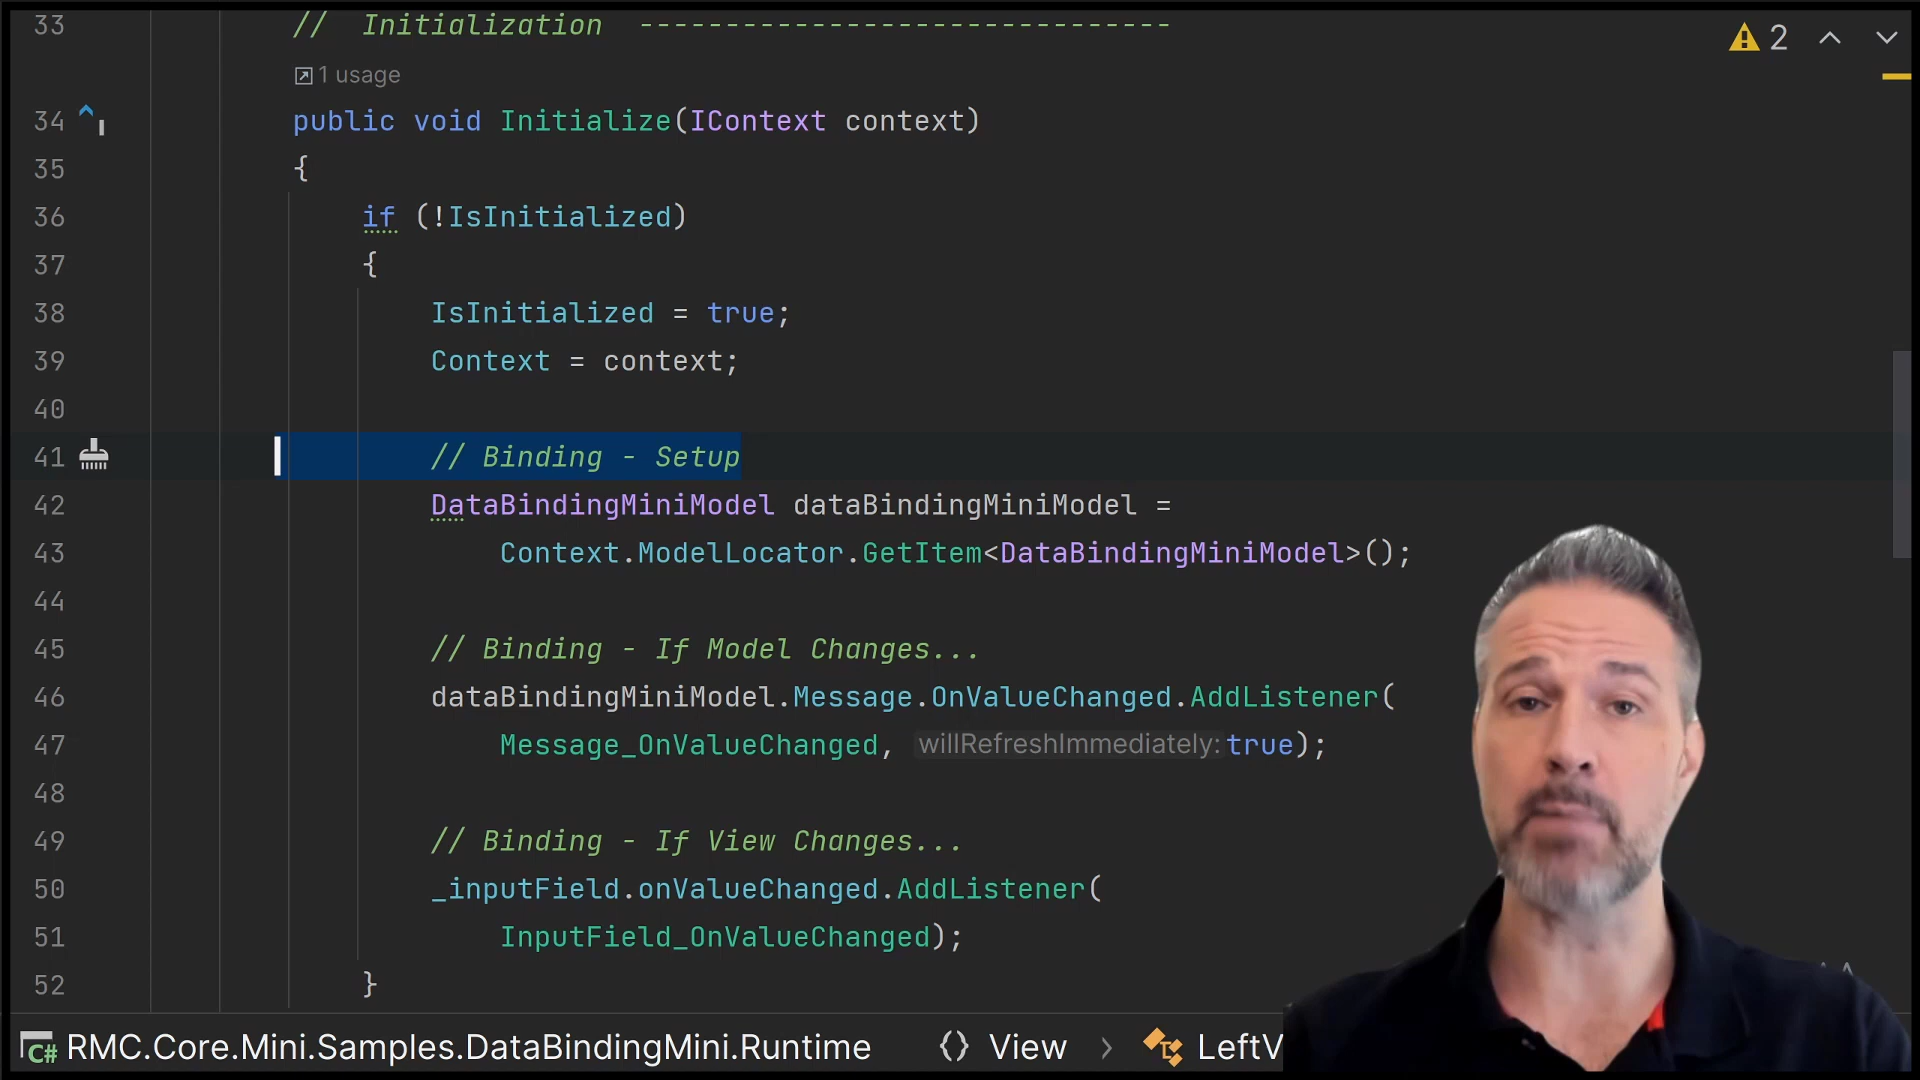 33 // Initialization -------------------------------
1 usage
34 public void Initialize(IContext context)
35 {
36 if (!IsInitialized)
37 {
38 IsInitialized = true;
39 Context = context;
40
41 // Binding - Setup
42 DataBindingMiniModel dataBindingMiniModel =
43 Context.ModelLocator.GetItem<DataBindingMiniModel>();
44
45 // Binding - If Model Changes...
46 dataBindingMiniModel.Message.OnValueChanged.AddListener(
47 Message_OnValueChanged, willRefreshImmediately:true);
48
49 // Binding - If View Changes...
50 _inputField.onValueChanged.AddListener(
51 InputField_OnValueChanged);
52 }
2
C# RMC.Core.Mini.Samples.DataBindingMini.Runtime {} View > LeftV